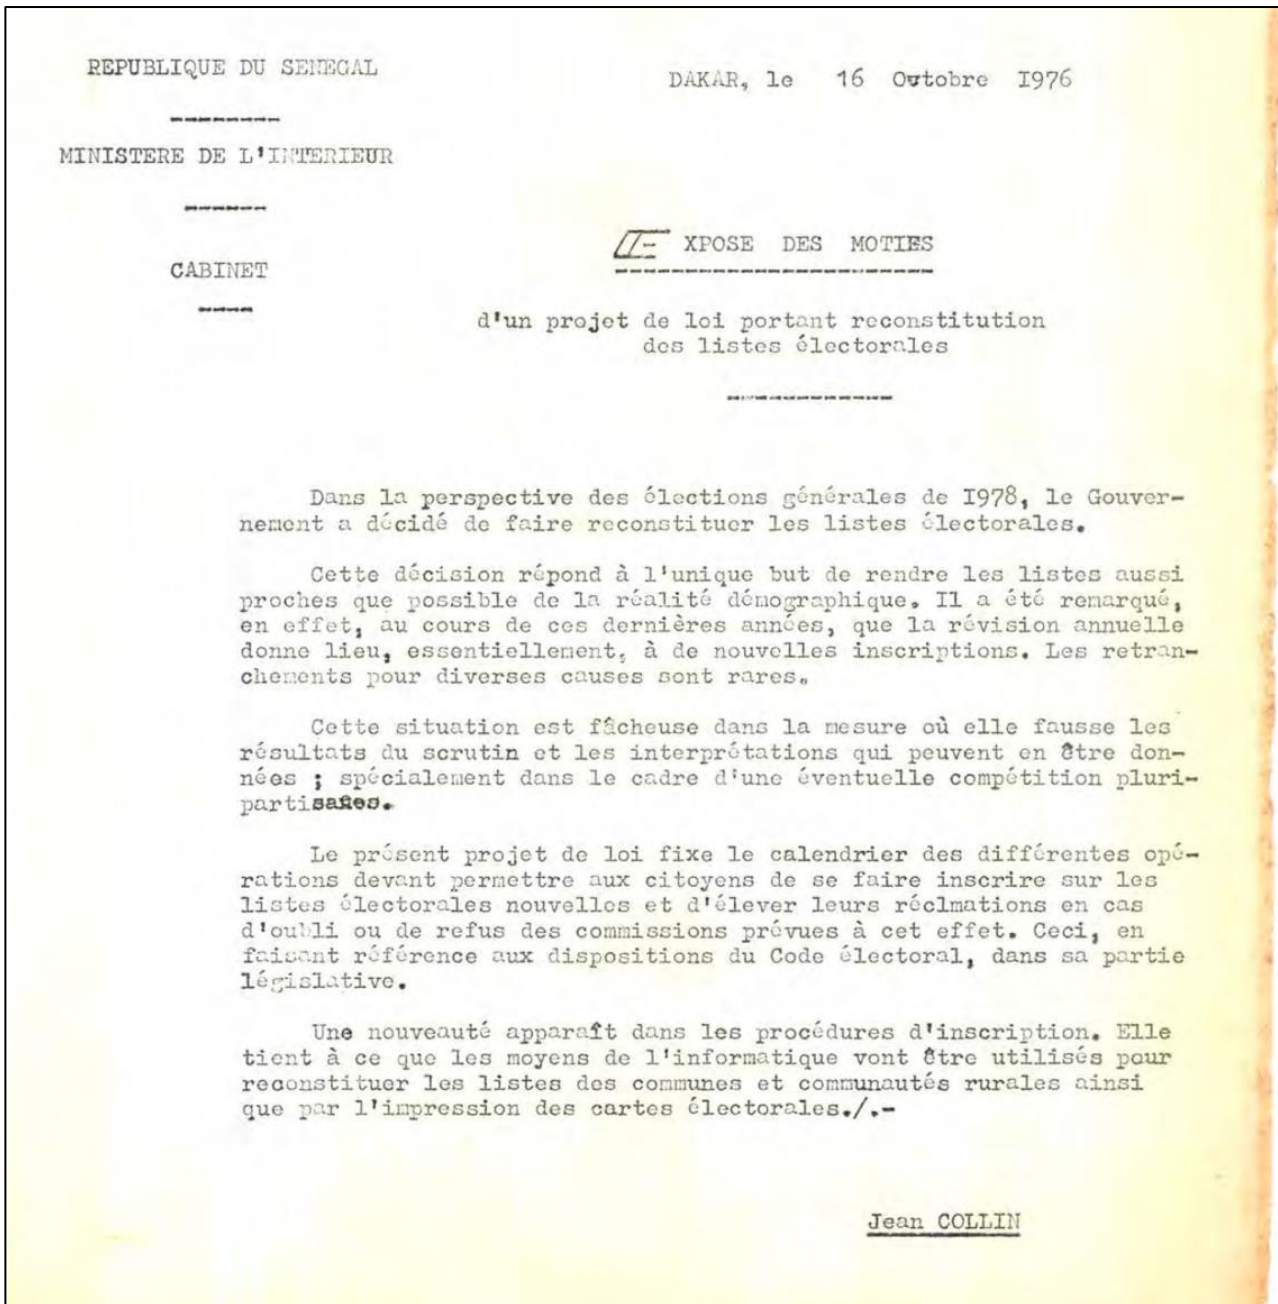 REPUBLIQUE DU SENEGAL
DAKAR, le 16 Ovtobre I976
MINISTERE DE L'INTERIEUR
CABINET
EXPOSE DES MOTIFS
d'un projet de loi portant reconstitution
des listes électorales
Dans la perspective des élections générales de I978, le Gouver-
nement a décidé de faire reconstituer les listes électorales.
Cette décision répond à l'unique but de rendre les listes aussi
proches que possible de la réalité démographique. Il a été remarqué,
en effet, au cours de ces dernières années, que la révision annuelle
donne lieu, essentiellement, à de nouvelles inscriptions. Les retran-
chements pour diverses causes sont rares.
Cette situation est fâcheuse dans la mesure où elle fausse les
résultats du scrutin et les interprétations qui peuvent en être don-
nées ; spécialement dans le cadre d'une éventuelle compétition pluri-
partisanes.
Le présent projet de loi fixe le calendrier des différentes opé-
rations devant permettre aux citoyens de se faire inscrire sur les
listes électorales nouvelles et d'élever leurs réclmations en cas
d'oubli ou de refus des commissions prévues à cet effet. Ceci, en
faisant référence aux dispositions du Code électoral, dans sa partie
législative.
Une nouveauté apparaît dans les procédures d'inscription. Elle
tient à ce que les moyens de l'informatique vont être utilisés pour
reconstituer les listes des communes et communautés rurales ainsi
que par l'impression des cartes électorales./.-
Jean COLLIN